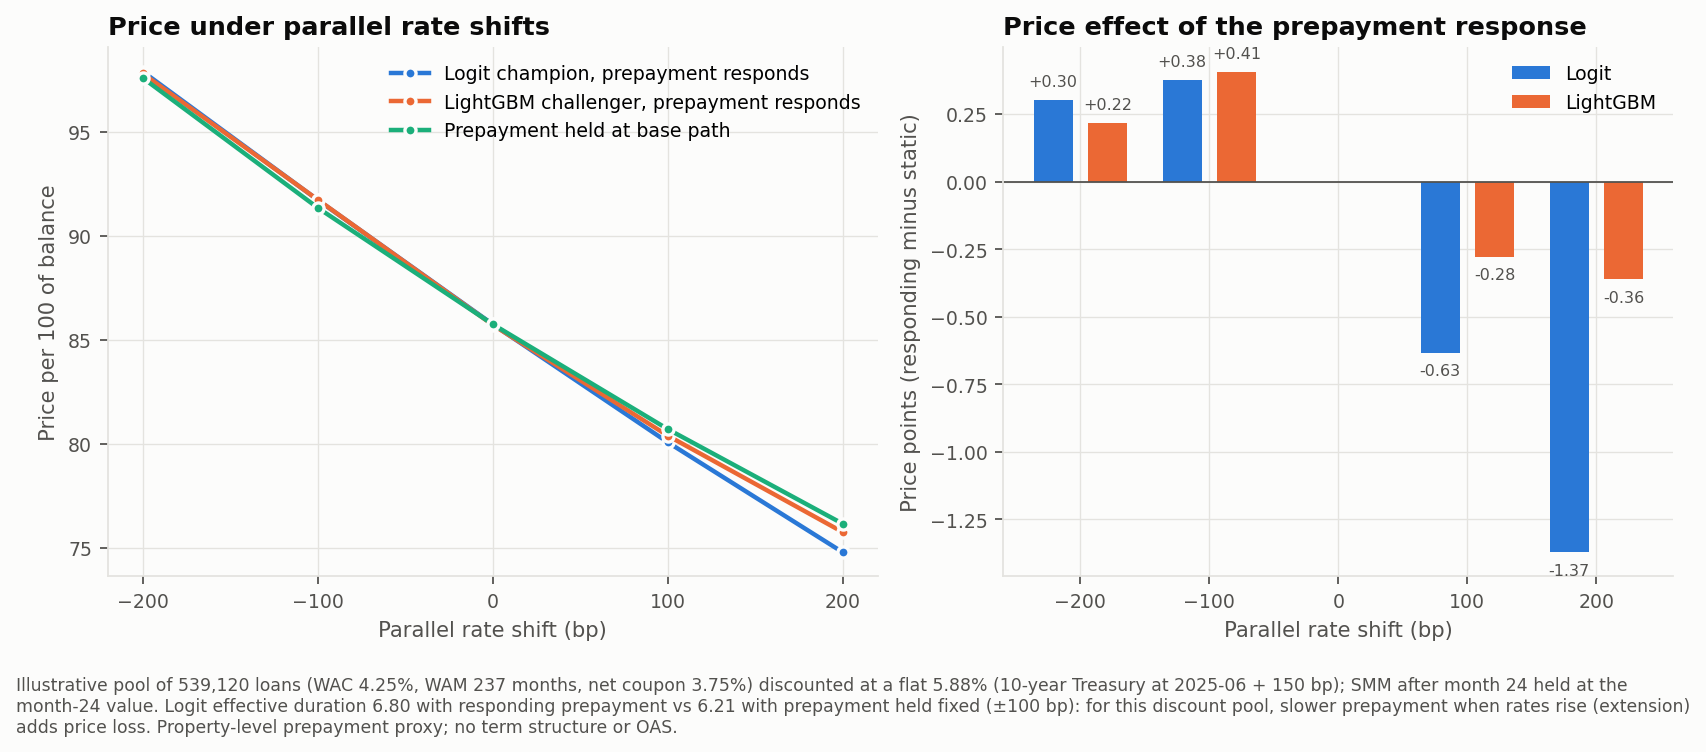 Price under parallel rate shifts
Logit champion, prepayment responds
LightGBM challenger, prepayment responds
Prepayment held at base path
Price per 100 of balance
95
90
85
80
75
−200
−100
0
100
200
Parallel rate shift (bp)
Price effect of the prepayment response
Logit
LightGBM
Price points (responding minus static)
0.25
0.00
−0.25
−0.50
−0.75
−1.00
−1.25
+0.30
+0.22
+0.38
+0.41
-0.63
-0.28
-1.37
-0.36
−200
−100
0
100
200
Parallel rate shift (bp)
Illustrative pool of 539,120 loans (WAC 4.25%, WAM 237 months, net coupon 3.75%) discounted at a flat 5.88% (10-year Treasury at 2025-06 + 150 bp); SMM after month 24 held at the
month-24 value. Logit effective duration 6.80 with responding prepayment vs 6.21 with prepayment held fixed (±100 bp): for this discount pool, slower prepayment when rates rise (extension)
adds price loss. Property-level prepayment proxy; no term structure or OAS.